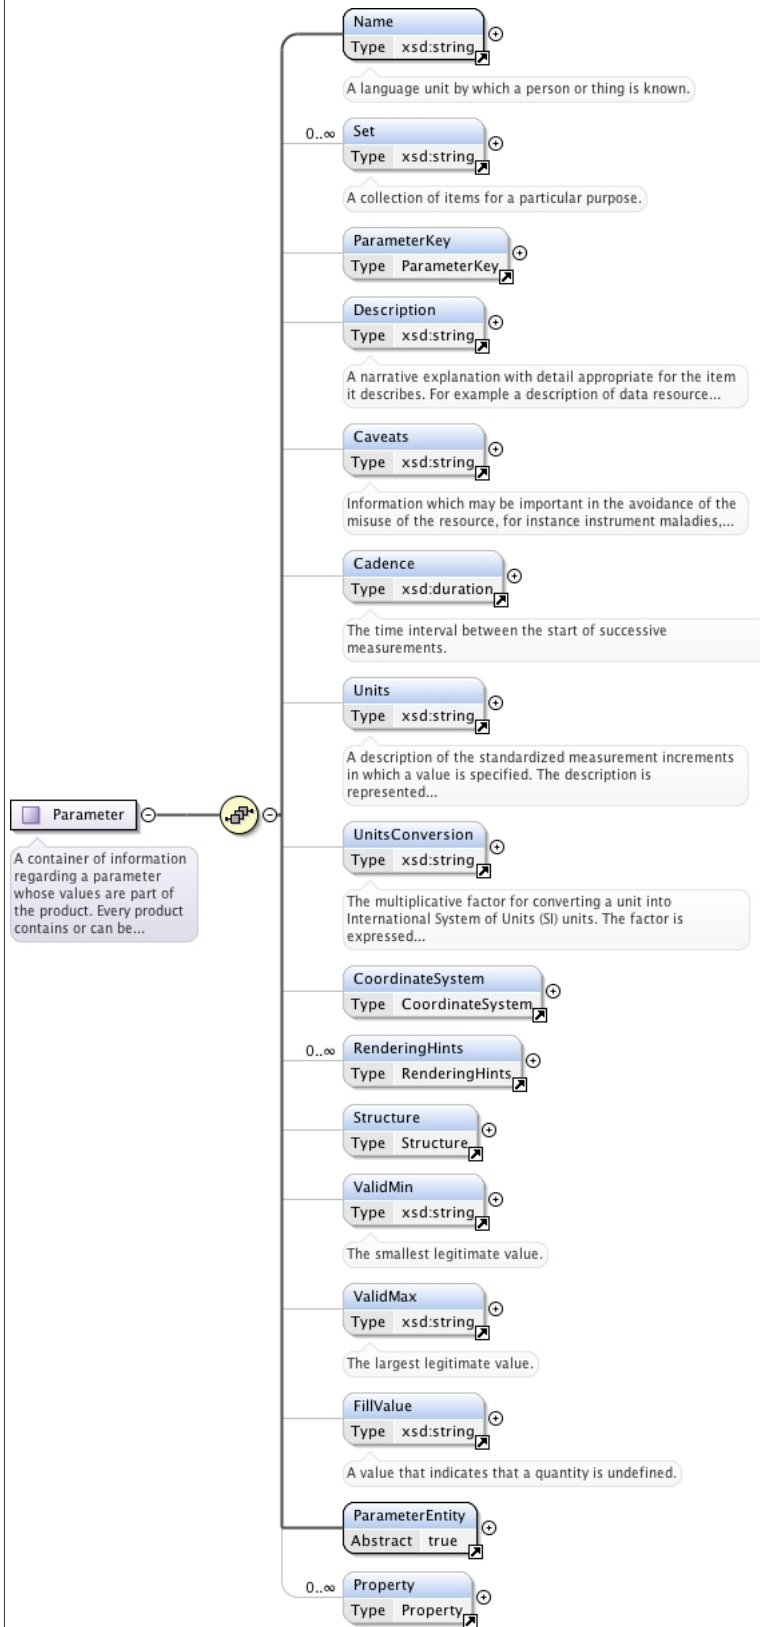 Name
Type xsd:string
A language unit by which a person or thing is known.
0..∞
Set
Type xsd:string
A collection of items for a particular purpose.
ParameterKey
Type ParameterKey
Description
Type xsd:string
A narrative explanation with detail appropriate for the item
it describes. For example a description of data resource...
Caveats
Type xsd:string
Information which may be important in the avoidance of the
misuse of the resource, for instance instrument maladies,...
Cadence
Type xsd:duration
The time interval between the start of successive
measurements.
Units
Type xsd:string
A description of the standardized measurement increments
in which a value is specified. The description is
represented...
Parameter
A container of information
regarding a parameter
whose values are part of
the product. Every product
contains or can be...
UnitsConversion
Type xsd:string
The multiplicative factor for converting a unit into
International System of Units (SI) units. The factor is
expressed...
CoordinateSystem
Type CoordinateSystem
0..∞
RenderingHints
Type RenderingHints
Structure
Type Structure
ValidMin
Type xsd:string
The smallest legitimate value.
ValidMax
Type xsd:string
The largest legitimate value.
FillValue
Type xsd:string
A value that indicates that a quantity is undefined.
ParameterEntity
Abstract true
0..∞
Property
Type Property